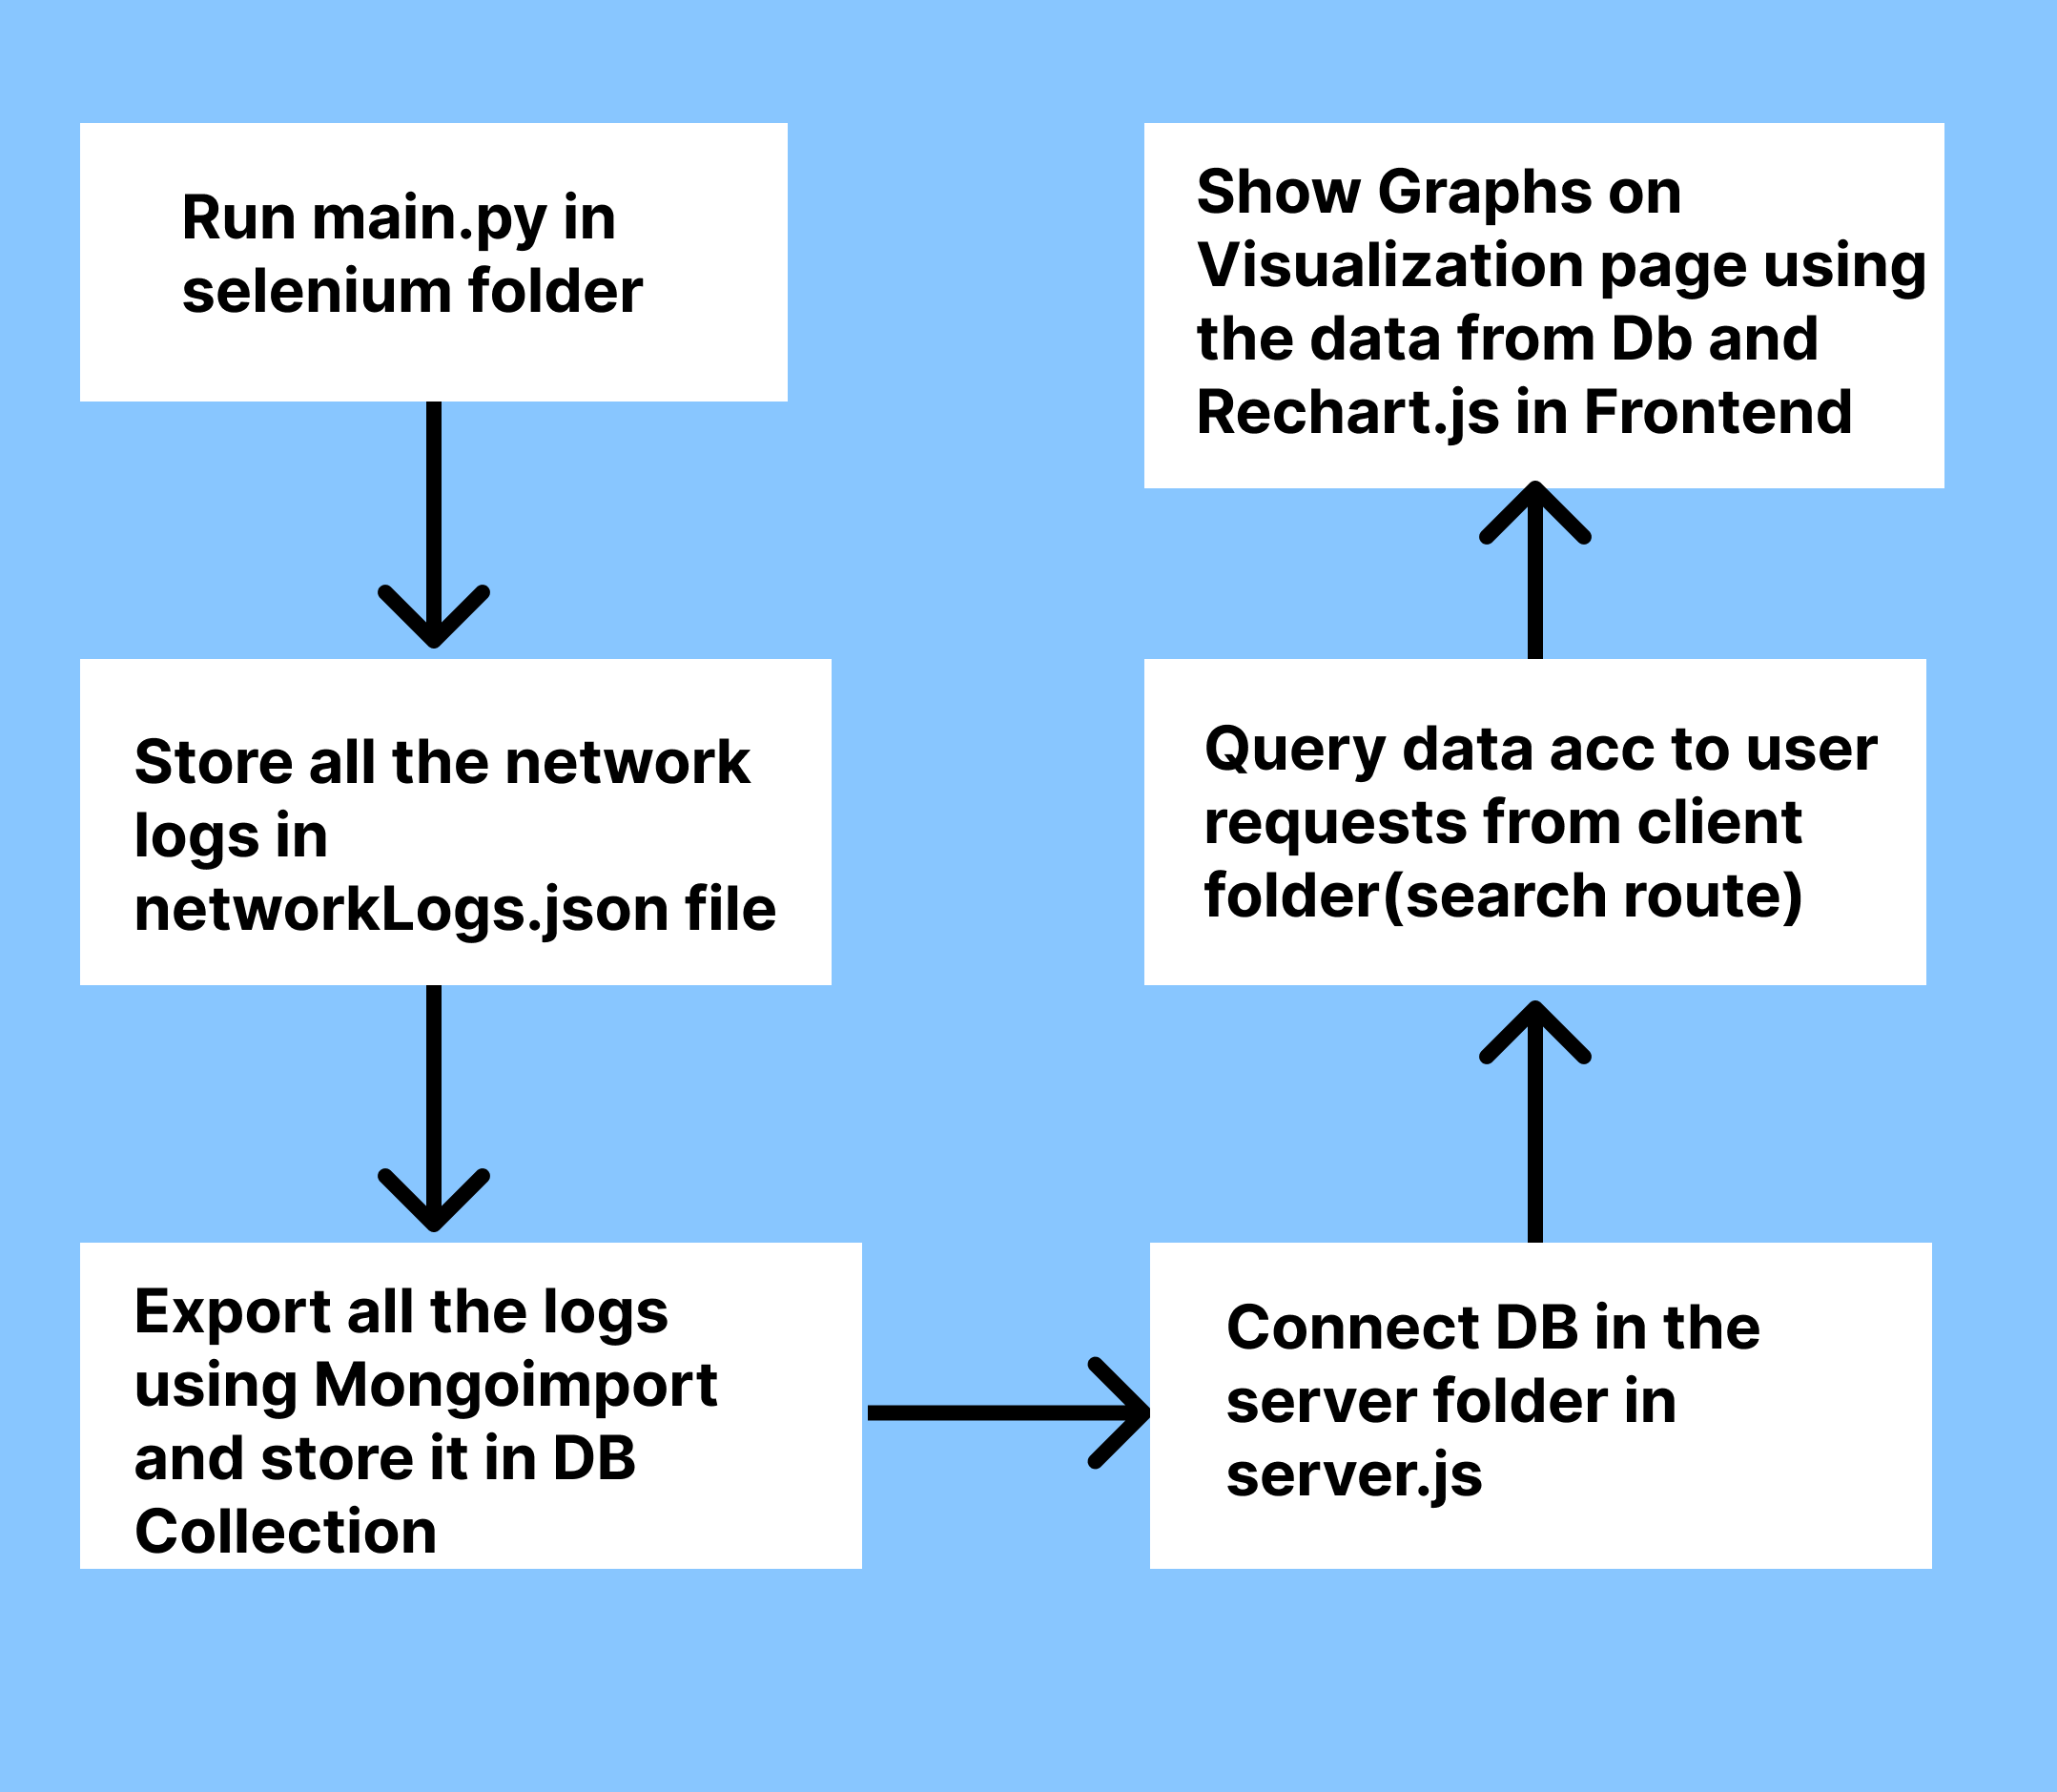 Run main.py in
selenium folder
Store all the network
logs in
networkLogs.json file
Export all the logs
using Mongoimport
and store it in DB
Collection
Connect DB in the
server folder in
server.js
Query data acc to user
requests from client
folder(search route)
Show Graphs on
Visualization page using
the data from Db and
Rechart.js in Frontend